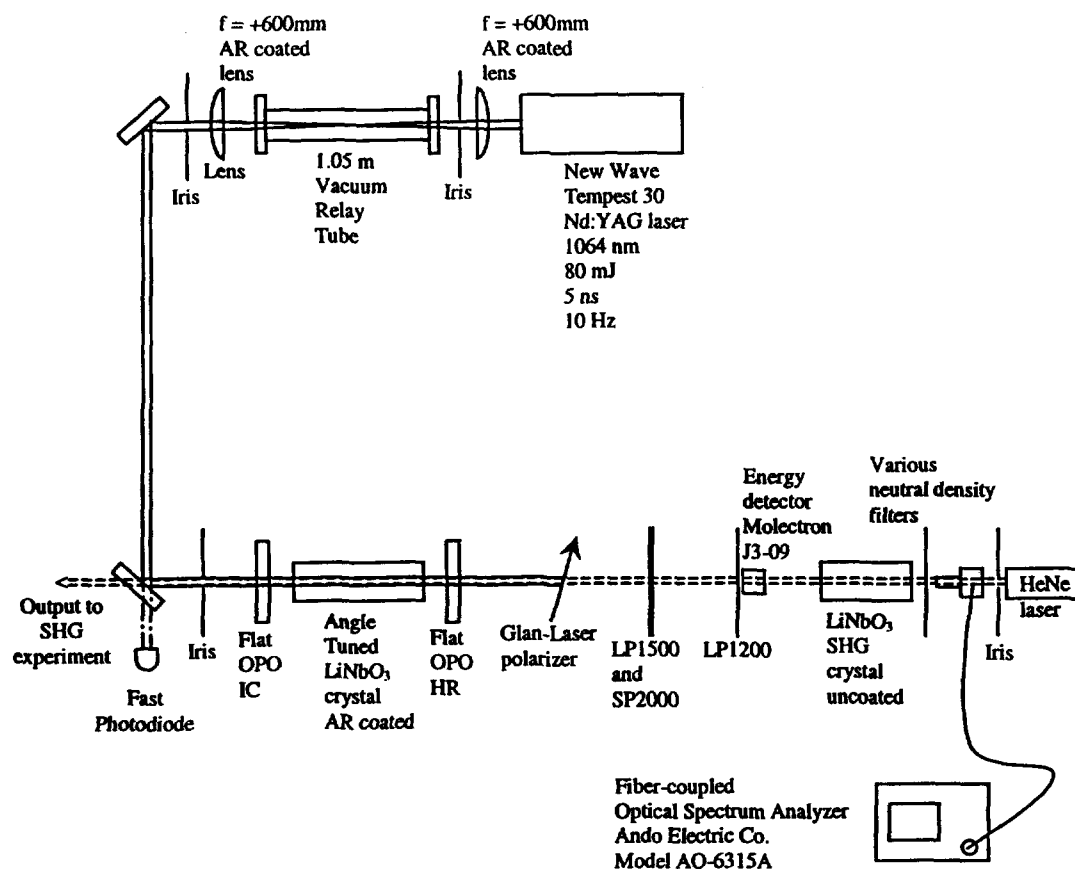 f = +600mm
AR coated
lens
f = +600mm
AR coated
lens
Lens
Iris
1.05 m
Vacuum
Relay
Tube
Iris
New Wave
Tempest 30
Nd:YAG laser
1064 nm
80 mJ
5 ns
10 Hz
Output to
SHG
experiment
Fast
Photodiode
Iris
Flat
OPO
IC
Angle
Tuned
LiNbO₃
crystal
AR coated
Flat
OPO
HR
Glan-Laser
polarizer
LP1500
and
SP2000
LP1200
Energy
detector
Molectron
J3-09
LiNbO₃
SHG
crystal
uncoated
Various
neutral density
filters
HeNe
laser
Iris
Fiber-coupled
Optical Spectrum Analyzer
Ando Electric Co.
Model AO-6315A